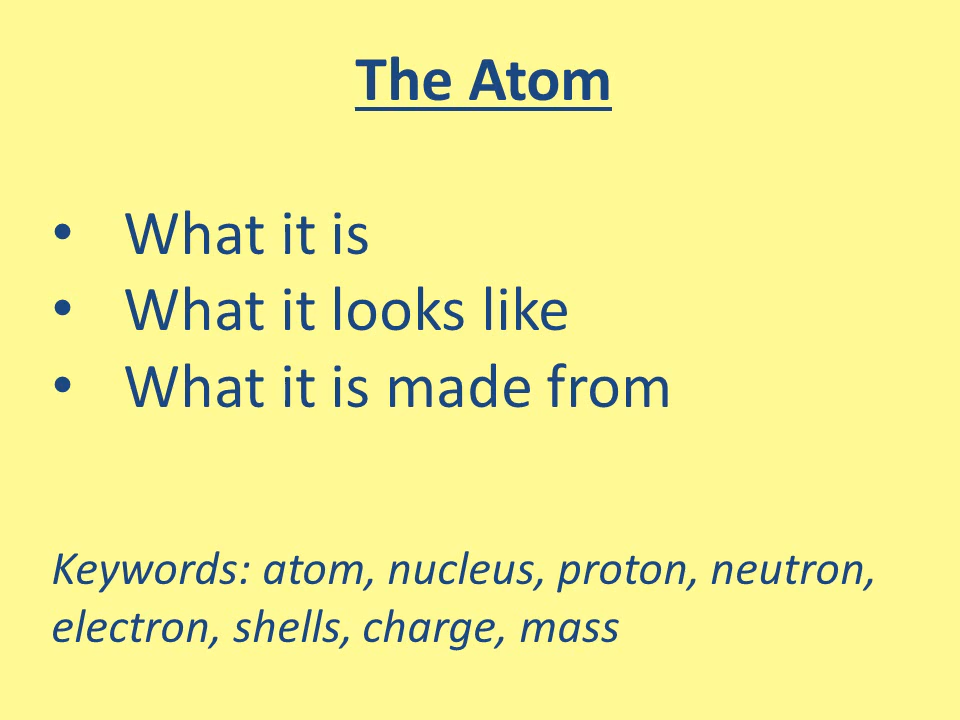 The Atom
• What it is
• What it looks like
• What it is made from
Keywords: atom, nucleus, proton, neutron,
electron, shells, charge, mass